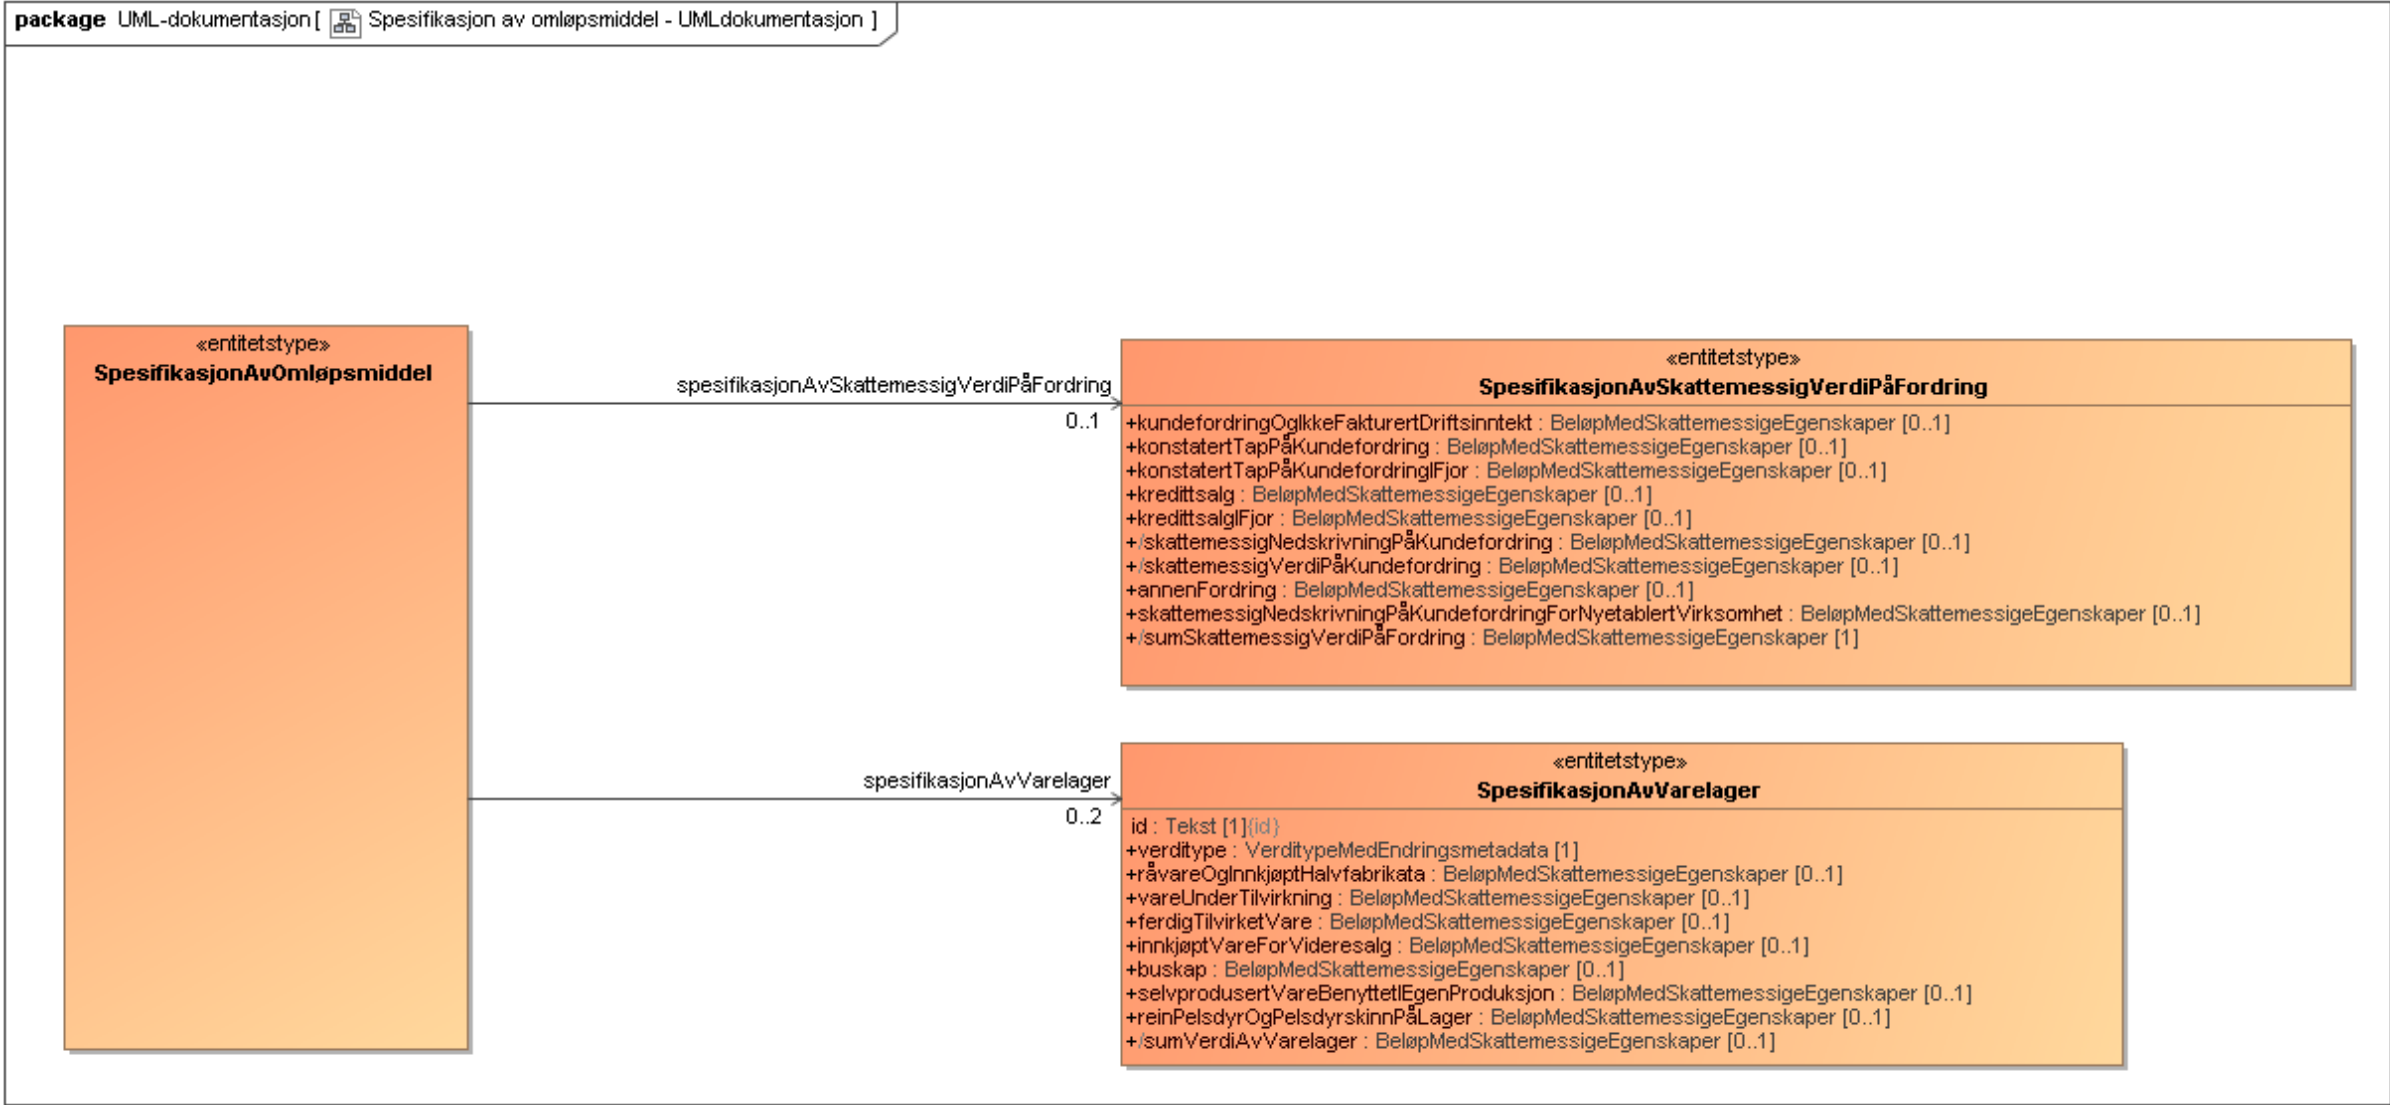 package UML-dokumentasjon[ Spesifikasjon av omløpsmiddel - UMLdokumentasjon ]
«entitetstype»
SpesifikasjonAvOmløpsmiddel
spesifikasjonAvSkattemessigVerdiPåFordring
0..1
«entitetstype»
SpesifikasjonAvSkattemessigVerdiPåFordring
+kundefordringOgIkkeFakturertDriftsinntekt : BeløpMedSkattemessigeEgenskaper [0..1]
+konstatertTapPåKundefordring : BeløpMedSkattemessigeEgenskaper [0..1]
+konstatertTapPåKundefordringIFjor : BeløpMedSkattemessigeEgenskaper [0..1]
+kredittsalg : BeløpMedSkattemessigeEgenskaper [0..1]
+kredittsalgIFjor : BeløpMedSkattemessigeEgenskaper [0..1]
+/skattemessigNedskrivningPåKundefordring : BeløpMedSkattemessigeEgenskaper [0..1]
+/skattemessigVerdiPåKundefordring : BeløpMedSkattemessigeEgenskaper [0..1]
+annenFordring : BeløpMedSkattemessigeEgenskaper [0..1]
+skattemessigNedskrivningPåKundefordringForNyetablertVirksomhet : BeløpMedSkattemessigeEgenskaper [0..1]
+/sumSkattemessigVerdiPåFordring : BeløpMedSkattemessigeEgenskaper [1]
spesifikasjonAvVarelager
0..2
«entitetstype»
SpesifikasjonAvVarelager
id : Tekst [1]{id}
+verditype : VerditypeMedEndringsmetadata [1]
+råvareOgInnkjøptHalvfabrikata : BeløpMedSkattemessigeEgenskaper [0..1]
+vareUnderTilvirkning : BeløpMedSkattemessigeEgenskaper [0..1]
+ferdigTilvirketVare : BeløpMedSkattemessigeEgenskaper [0..1]
+innkjøptVareForVideresalg : BeløpMedSkattemessigeEgenskaper [0..1]
+buskap : BeløpMedSkattemessigeEgenskaper [0..1]
+selvprodusertVareBenyttetIEgenProduksjon : BeløpMedSkattemessigeEgenskaper [0..1]
+reinPelsdyrOgPelsdyrskinnPåLager : BeløpMedSkattemessigeEgenskaper [0..1]
+/sumVerdiAvVarelager : BeløpMedSkattemessigeEgenskaper [0..1]